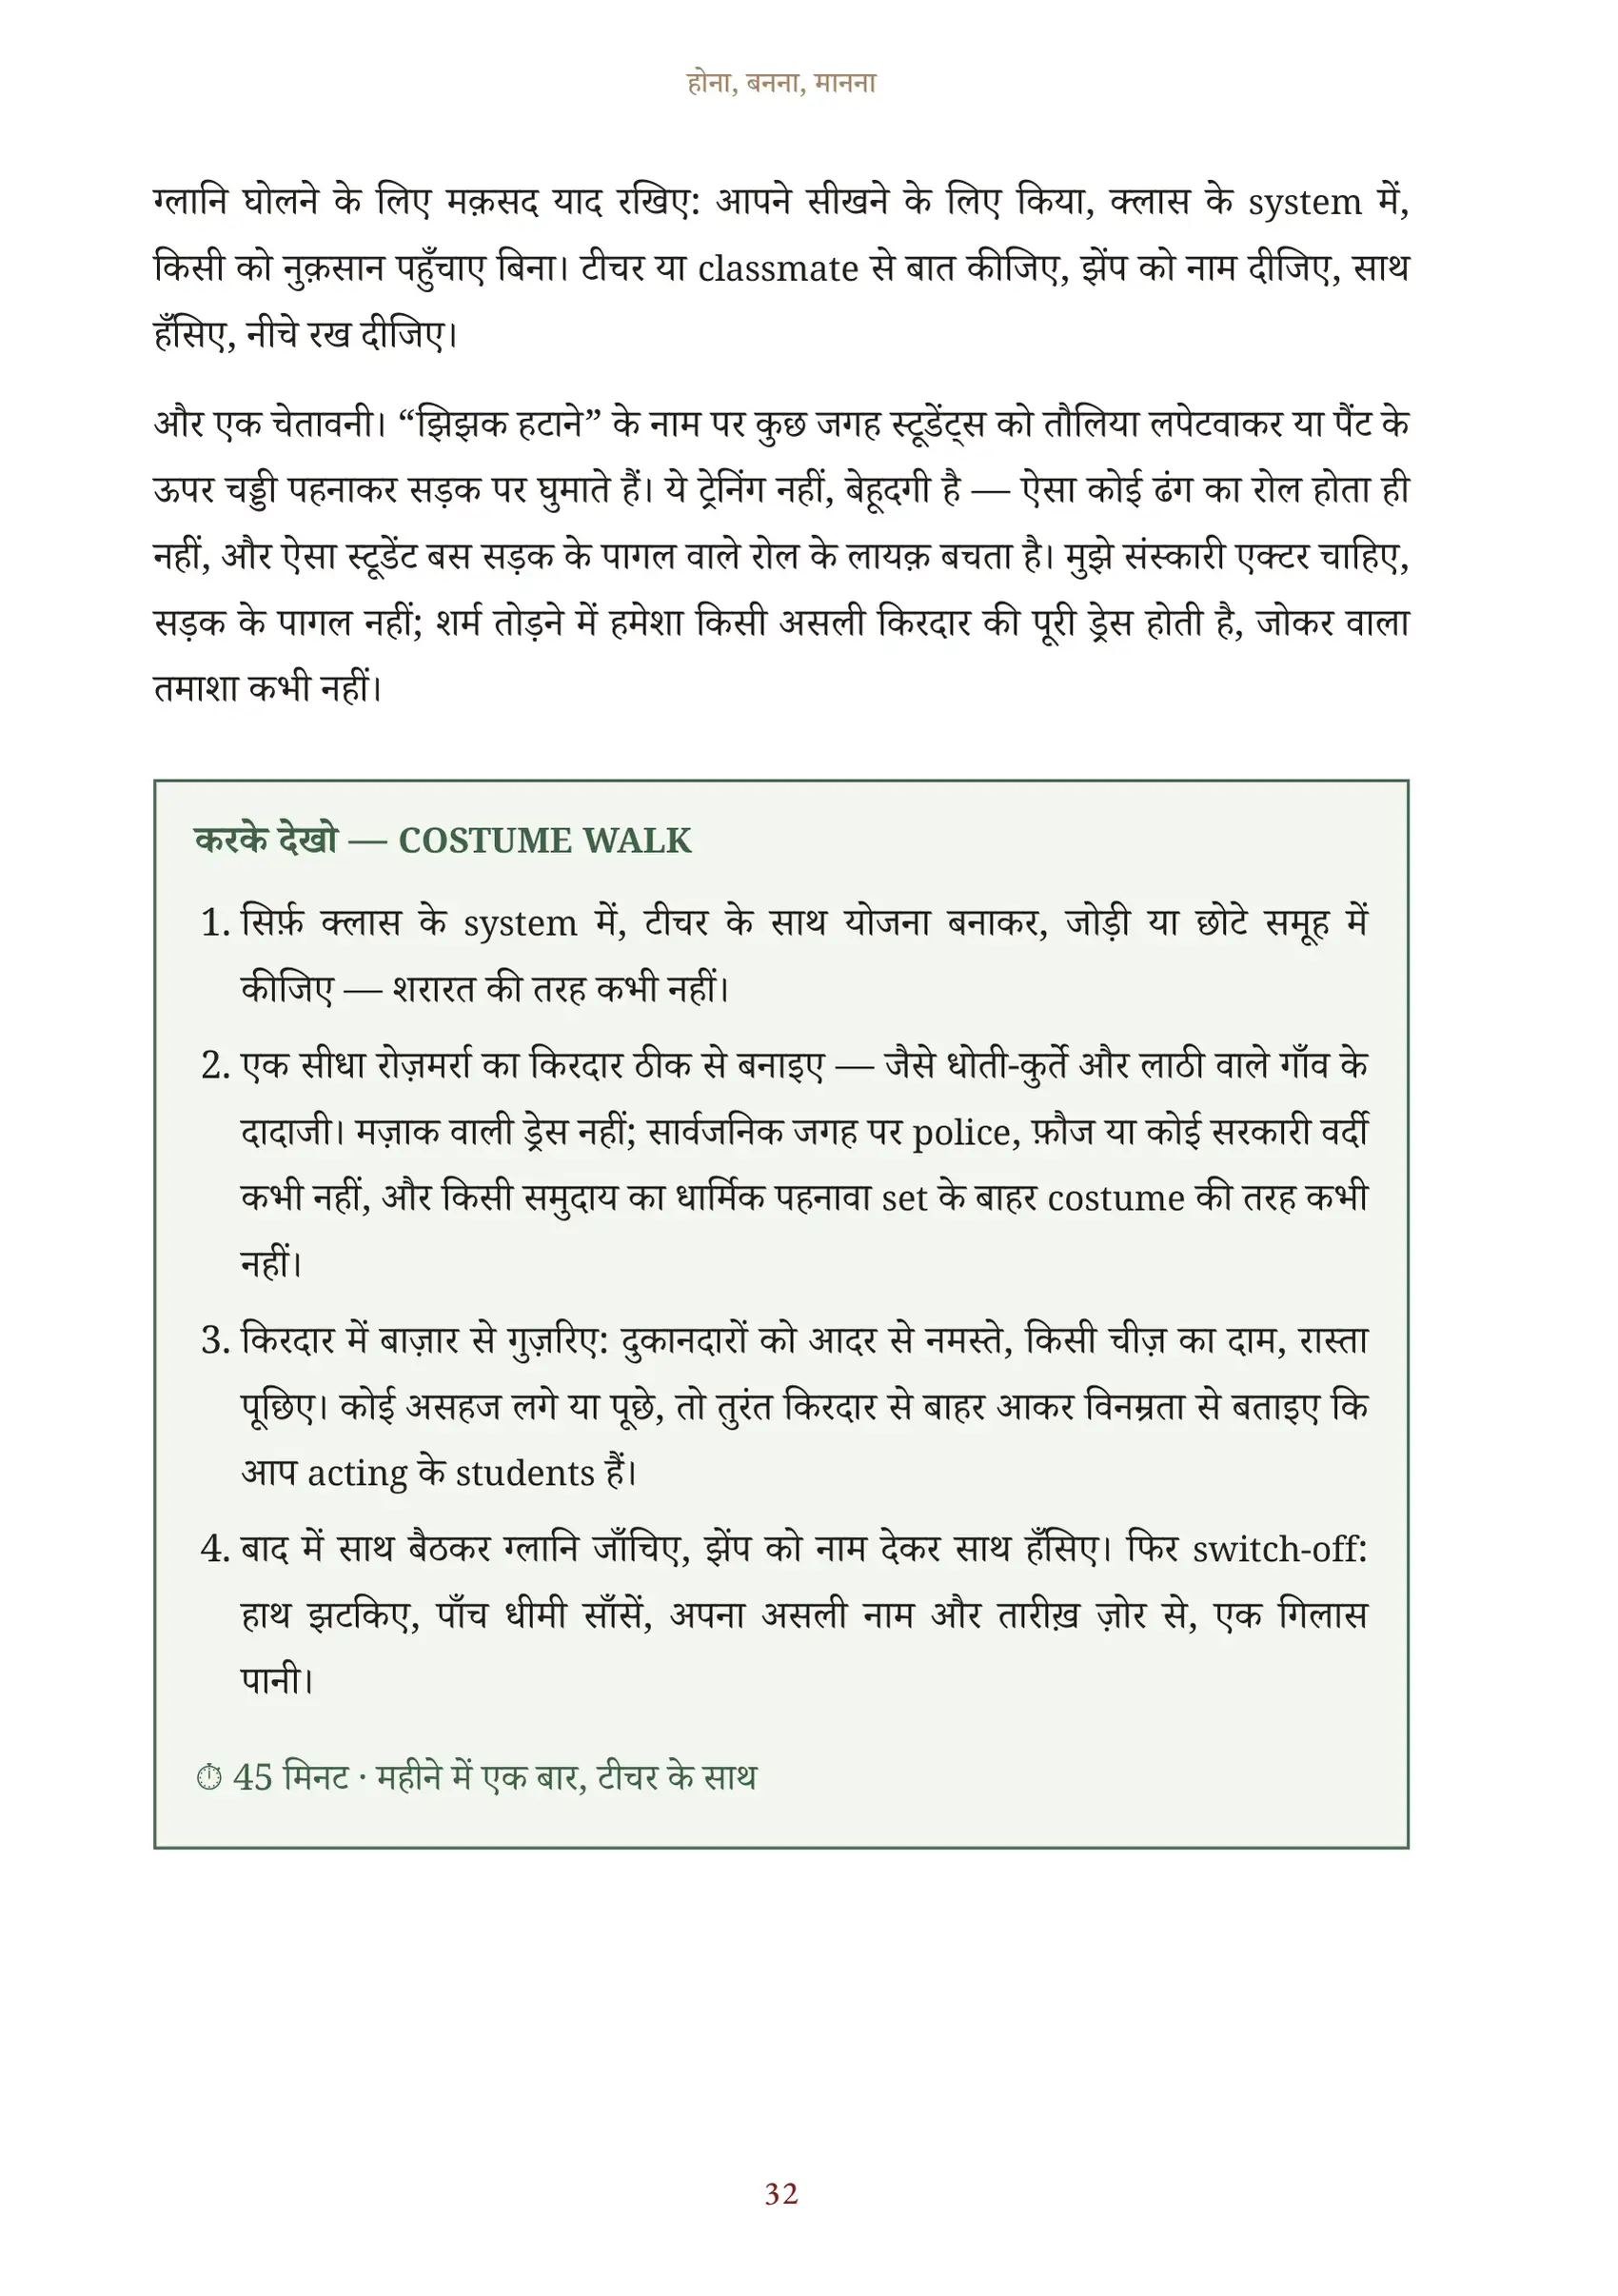 होना, बनना, मानना
ग्लानि घोलने के लिए मक़सद याद रखिए: आपने सीखने के लिए किया, क्लास के system में,
किसी को नुक़सान पहुँचाए बिना। टीचर या classmate से बात कीजिए, झेंप को नाम दीजिए, साथ
हँसिए, नीचे रख दीजिए।
और एक चेतावनी। “झिझक हटाने” के नाम पर कुछ जगह स्टूडेंट्स को तौलिया लपेटवाकर या पैंट के
ऊपर चड्डी पहनाकर सड़क पर घुमाते हैं। ये ट्रेनिंग नहीं, बेहूदगी है — ऐसा कोई ढंग का रोल होता ही
नहीं, और ऐसा स्टूडेंट बस सड़क के पागल वाले रोल के लायक़ बचता है। मुझे संस्कारी एक्टर चाहिए,
सड़क के पागल नहीं; शर्म तोड़ने में हमेशा किसी असली किरदार की पूरी ड्रेस होती है, जोकर वाला
तमाशा कभी नहीं।
करके देखो — COSTUME WALK
1. सिर्फ़ क्लास के system में, टीचर के साथ योजना बनाकर, जोड़ी या छोटे समूह में
कीजिए — शरारत की तरह कभी नहीं।
2. एक सीधा रोज़मर्रा का किरदार ठीक से बनाइए — जैसे धोती-कुर्ते और लाठी वाले गाँव के
दादाजी। मज़ाक वाली ड्रेस नहीं; सार्वजनिक जगह पर police, फ़ौज या कोई सरकारी वर्दी
कभी नहीं, और किसी समुदाय का धार्मिक पहनावा set के बाहर costume की तरह कभी
नहीं।
3. किरदार में बाज़ार से गुज़रिए: दुकानदारों को आदर से नमस्ते, किसी चीज़ का दाम, रास्ता
पूछिए। कोई असहज लगे या पूछे, तो तुरंत किरदार से बाहर आकर विनम्रता से बताइए कि
आप acting के students हैं।
4. बाद में साथ बैठकर ग्लानि जाँचिए, झेंप को नाम देकर साथ हँसिए। फिर switch-off:
हाथ झटकिए, पाँच धीमी साँसें, अपना असली नाम और तारीख़ ज़ोर से, एक गिलास
पानी।
⏱ 45 मिनट · महीने में एक बार, टीचर के साथ
32